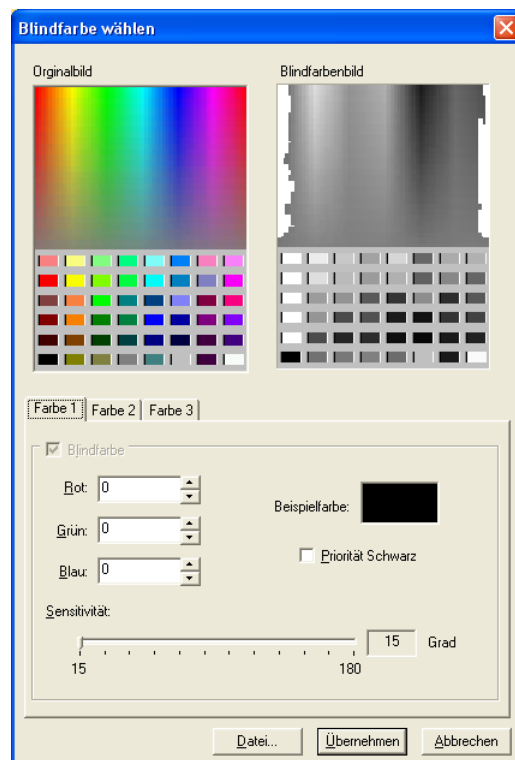 Blindfarbe wählen
Orginalbild
Blindfarbenbild
Farbe 1 Farbe 2 Farbe 3
Blindfarbe
Rot: 0
Grün: 0
Blau: 0
Beispielfarbe:
Priorität Schwarz
Sensitivität:
15 Grad
15 180
Datei... Übernehmen Abbrechen